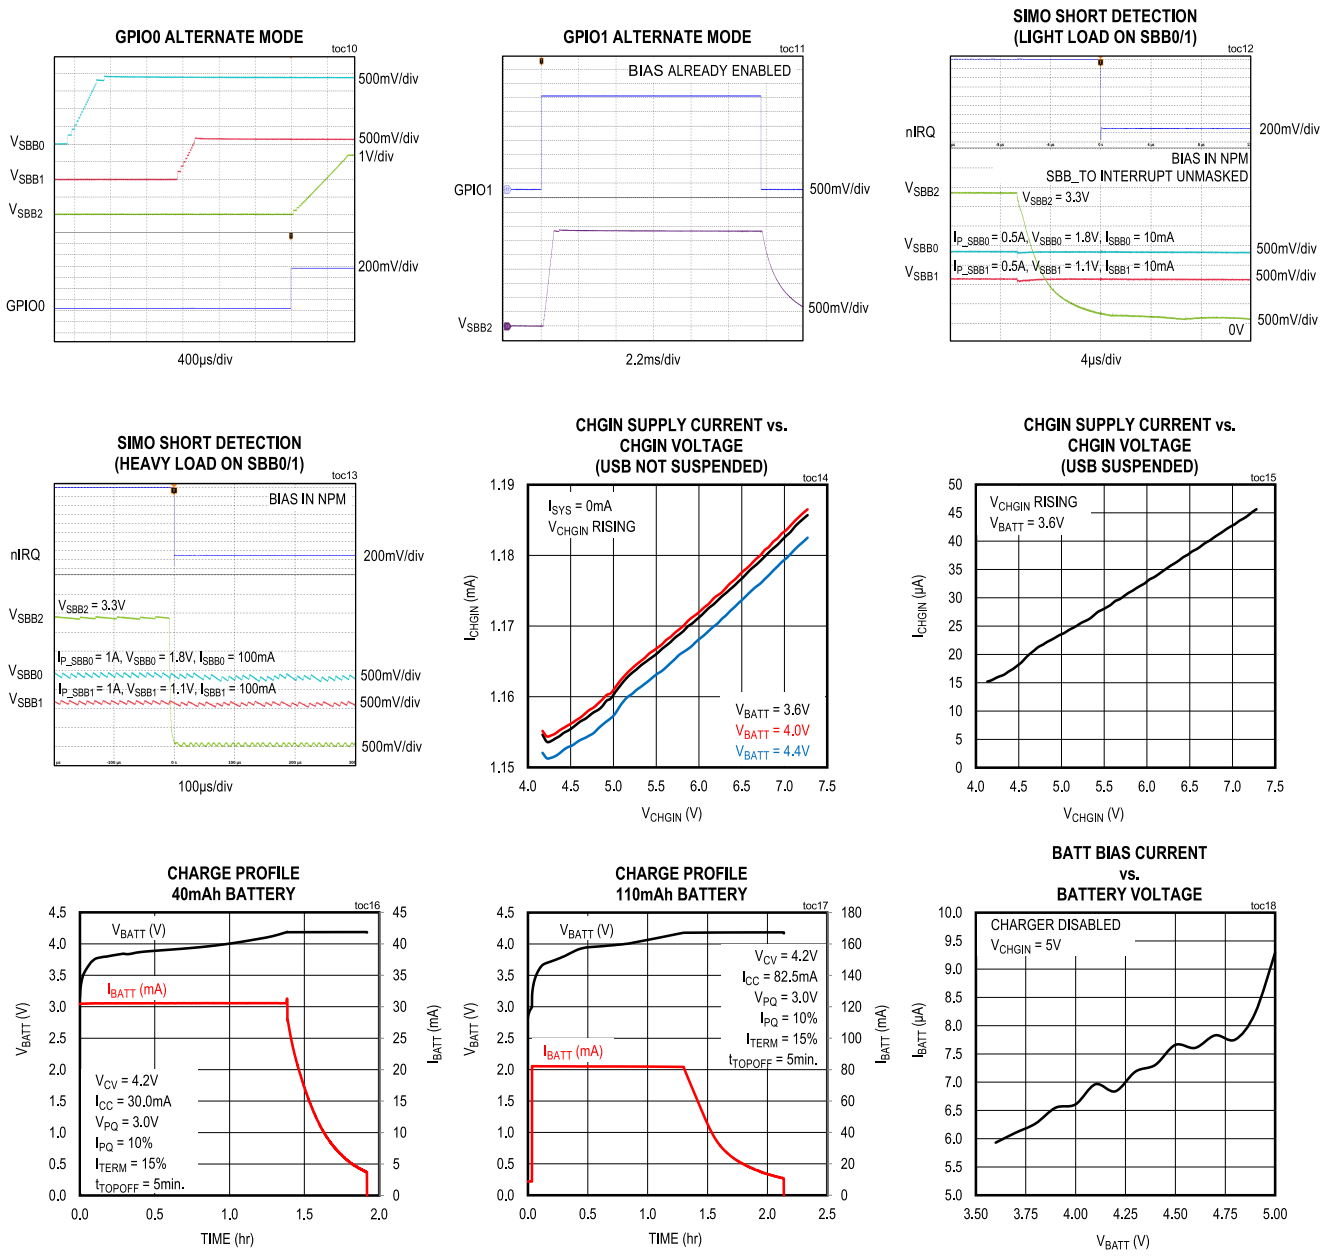 GPIO0 ALTERNATE MODE
toc10
500mV/div
VSBB0
500mV/div
1V/div
VSBB1
VSBB2
200mV/div
GPIO0
400µs/div
GPIO1 ALTERNATE MODE
toc11
BIAS ALREADY ENABLED
GPIO1
500mV/div
500mV/div
VSBB2
2.2ms/div
SIMO SHORT DETECTION
(LIGHT LOAD ON SBB0/1)
toc12
nIRQ
200mV/div
BIAS IN NPM
SBB_TO INTERRUPT UNMASKED
VSBB2
VSBB2 = 3.3V
IP_SBB0 = 0.5A, VSBB0 = 1.8V, ISBB0 = 10mA
VSBB0
500mV/div
IP_SBB1 = 0.5A, VSBB1 = 1.1V, ISBB1 = 10mA
VSBB1
500mV/div
500mV/div
0V
4µs/div
SIMO SHORT DETECTION
(HEAVY LOAD ON SBB0/1)
toc13
BIAS IN NPM
nIRQ
200mV/div
VSBB2 = 3.3V
VSBB2
IP_SBB0 = 1A, VSBB0 = 1.8V, ISBB0 = 100mA
VSBB0
500mV/div
IP_SBB1 = 1A, VSBB1 = 1.1V, ISBB1 = 100mA
VSBB1
500mV/div
500mV/div
100µs/div
CHGIN SUPPLY CURRENT vs.
CHGIN VOLTAGE
(USB NOT SUSPENDED)
toc14
ISYS = 0mA
VCHGIN RISING
1.19
1.18
1.17
1.16
1.15
ICHGIN (mA)
VBATT = 3.6V
VBATT = 4.0V
VBATT = 4.4V
4.0 4.5 5.0 5.5 6.0 6.5 7.0 7.5
VCHGIN (V)
CHGIN SUPPLY CURRENT vs.
CHGIN VOLTAGE
(USB SUSPENDED)
toc15
VCHGIN RISING
VBATT = 3.6V
50
45
40
35
30
25
20
15
10
5
0
ICHGIN (µA)
4.0 4.5 5.0 5.5 6.0 6.5 7.0 7.5
VCHGIN (V)
CHARGE PROFILE
40mAh BATTERY
toc16
VBATT (V)
IBATT (mA)
VCV = 4.2V
ICC = 30.0mA
VPQ = 3.0V
IPQ = 10%
ITERM = 15%
tTOPOFF = 5min.
4.5
4.0
3.5
3.0
2.5
2.0
1.5
1.0
0.5
0.0
VBATT (V)
45
40
35
30
25
20
15
10
5
0
IBATT (mA)
0.0 0.5 1.0 1.5 2.0
TIME (hr)
CHARGE PROFILE
110mAh BATTERY
toc17
VBATT (V)
VCV = 4.2V
ICC = 82.5mA
VPQ = 3.0V
IPQ = 10%
ITERM = 15%
tTOPOFF = 5min.
IBATT (mA)
4.5
4.0
3.5
3.0
2.5
2.0
1.5
1.0
0.5
0.0
VBATT (V)
180
160
140
120
100
80
60
40
20
0
IBATT (mA)
0.0 0.5 1.0 1.5 2.0 2.5
TIME (hr)
BATT BIAS CURRENT
vs.
BATTERY VOLTAGE
toc18
CHARGER DISABLED
VCHGIN = 5V
10.0
9.5
9.0
8.5
8.0
7.5
7.0
6.5
6.0
5.5
5.0
IBATT (µA)
3.50 3.75 4.00 4.25 4.50 4.75 5.00
VBATT (V)